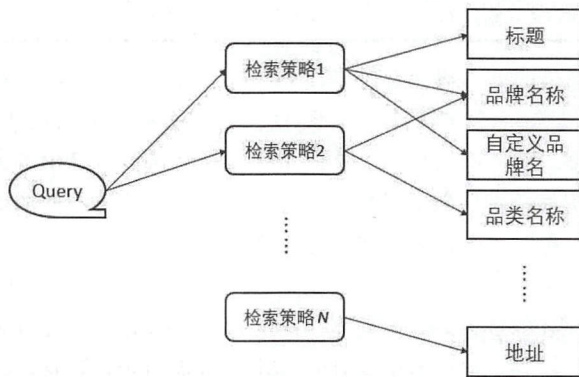 标题
检索策略1
品牌名称
检索策略2
自定义品
牌名
Query
品类名称
……
……
检索策略N
地址